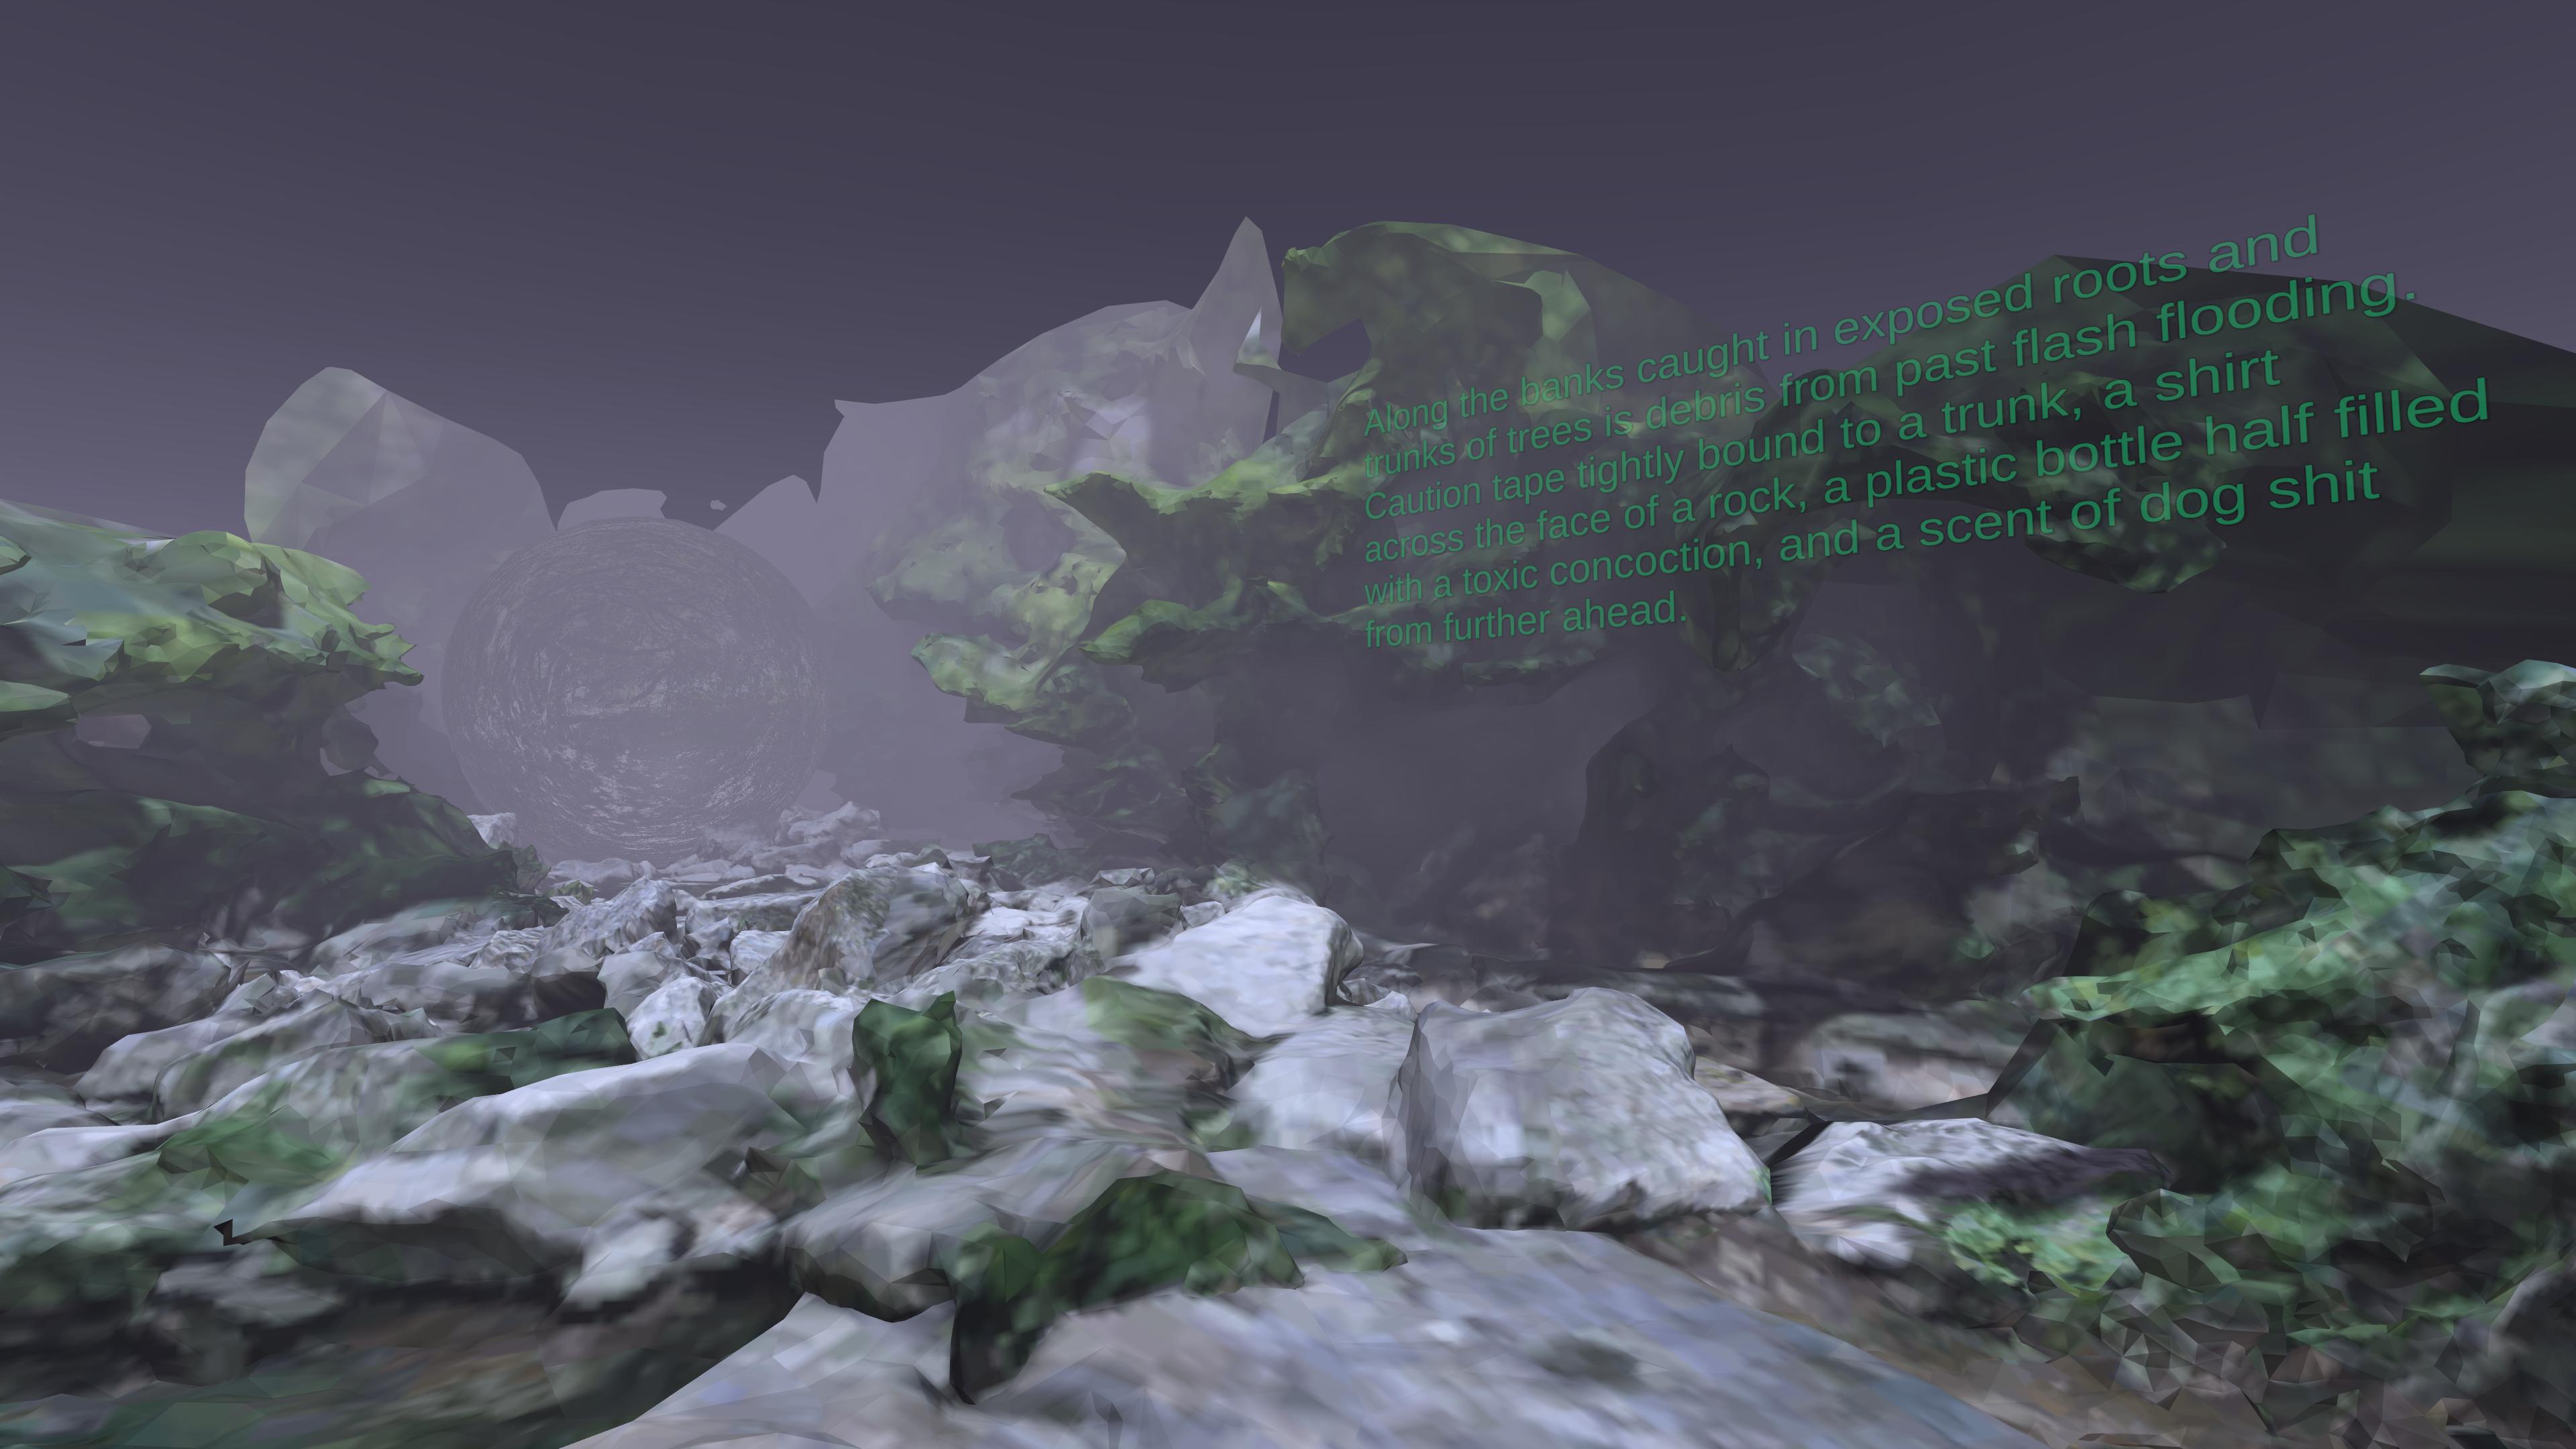 Along the banks caught in exposed roots and
trunks of trees is debris from past flash flooding.
Caution tape tightly bound to a trunk, a shirt
across the face of a rock, a plastic bottle half filled
with a toxic concoction, and a scent of dog shit
from further ahead.